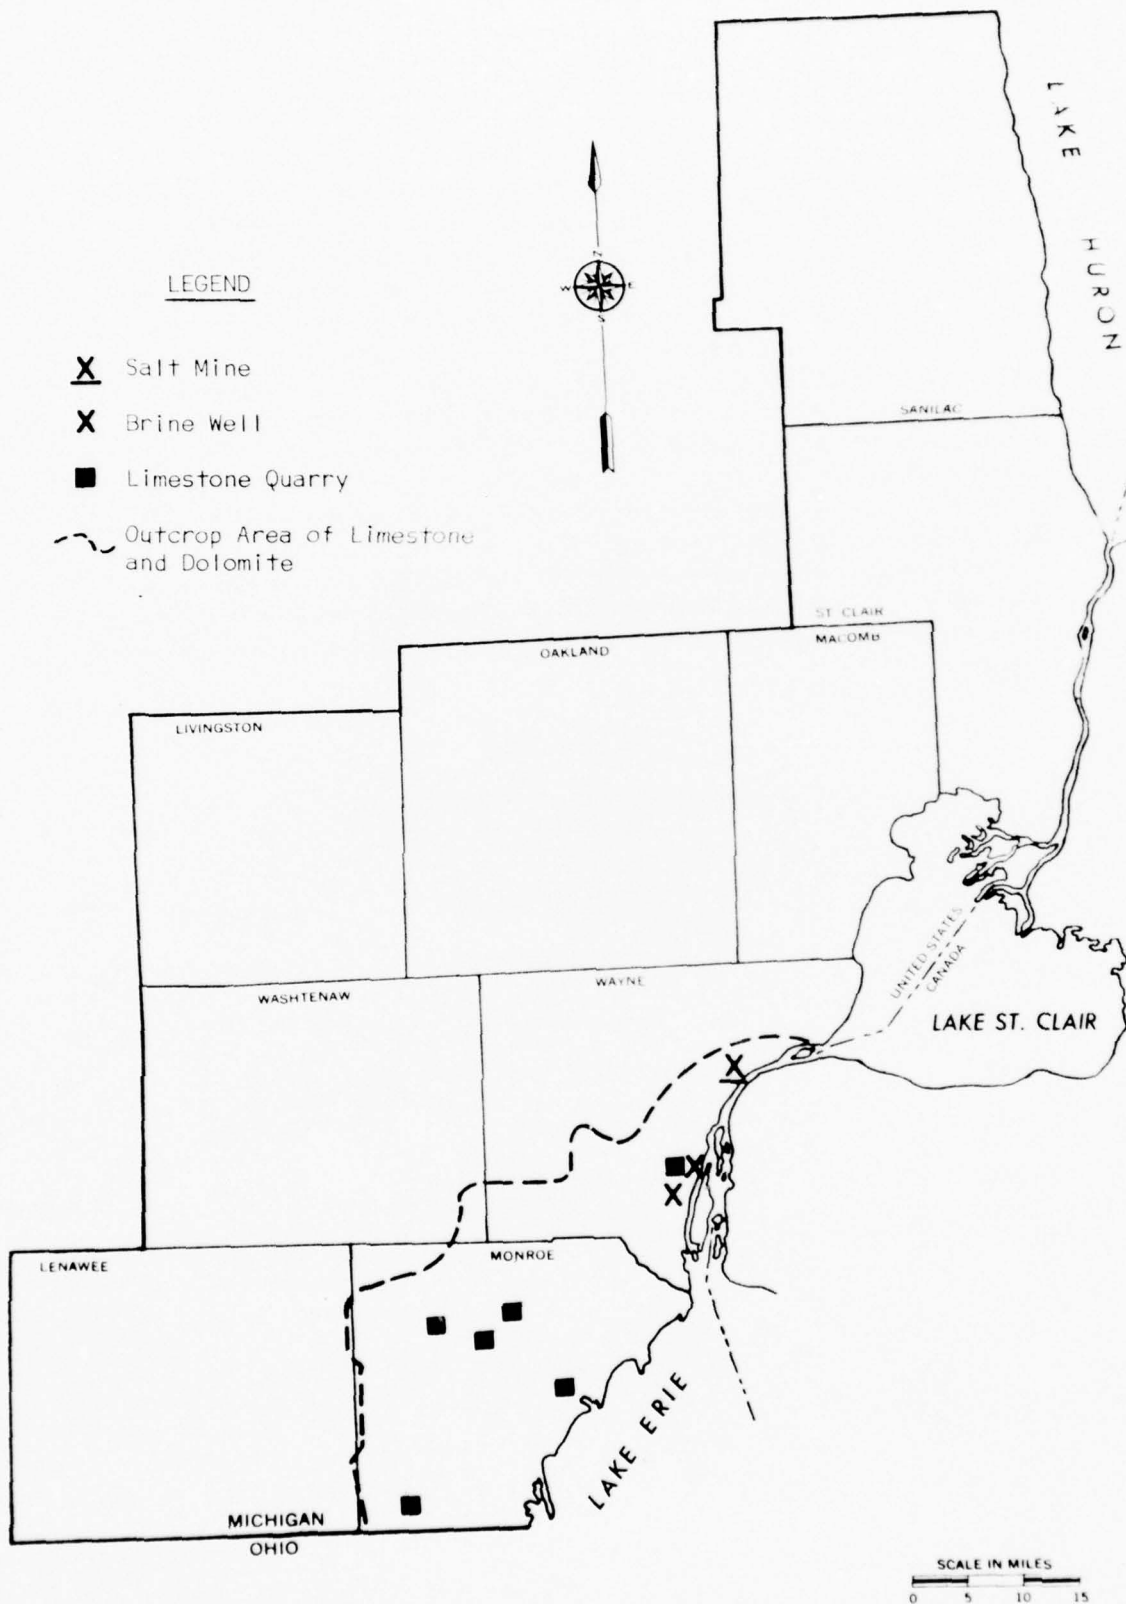 LAKE
HURON
N
W E
S
LEGEND
X Salt Mine
X Brine Well
Limestone Quarry
Outcrop Area of Limestone
and Dolomite
SANILAC
ST. CLAIR
MACOMB
OAKLAND
LIVINGSTON
UNITED STATES
CANADA
WASHTENAW
WAYNE
LAKE ST. CLAIR
X
X
X
LENAWEE
MONROE
LAKE ERIE
MICHIGAN
OHIO
SCALE IN MILES
0 5 10 15